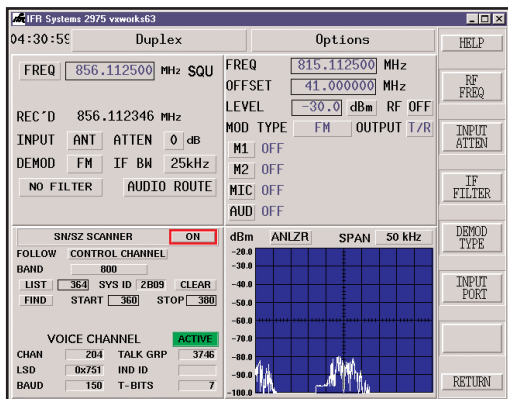 IFR Systems 2975 vxworks63
04:30:59 Duplex Options HELP
FREQ 856.112500 MHz SQU
FREQ 815.112500 MHz
OFFSET 41.000000 MHz
LEVEL -30.0 dBm RF OFF
REC'D 856.112346 MHz
MOD TYPE FM OUTPUT T/R
INPUT ANT ATTEN 0 dB
M1 OFF
DEMOD FM IF BW 25kHz
M2 OFF
NO FILTER AUDIO ROUTE
MIC OFF
AUD OFF
RF
FREQ
INPUT
ATTEN
IF
FILTER
DEMOD
TYPE
INPUT
PORT
RETURN
SN/SZ SCANNER ON
FOLLOW CONTROL CHANNEL
BAND 800
LIST 364 SYS ID 2B09 CLEAR
FIND START 360 STOP 380
VOICE CHANNEL ACTIVE
CHAN 204 TALK GRP 3746
LSD 0x751 IND ID
BAUD 150 T-BITS 7
dBm ANLZR SPAN 50 kHz
-20.0
-30.0
-40.0
-50.0
-60.0
-70.0
-80.0
-90.0
-100.0